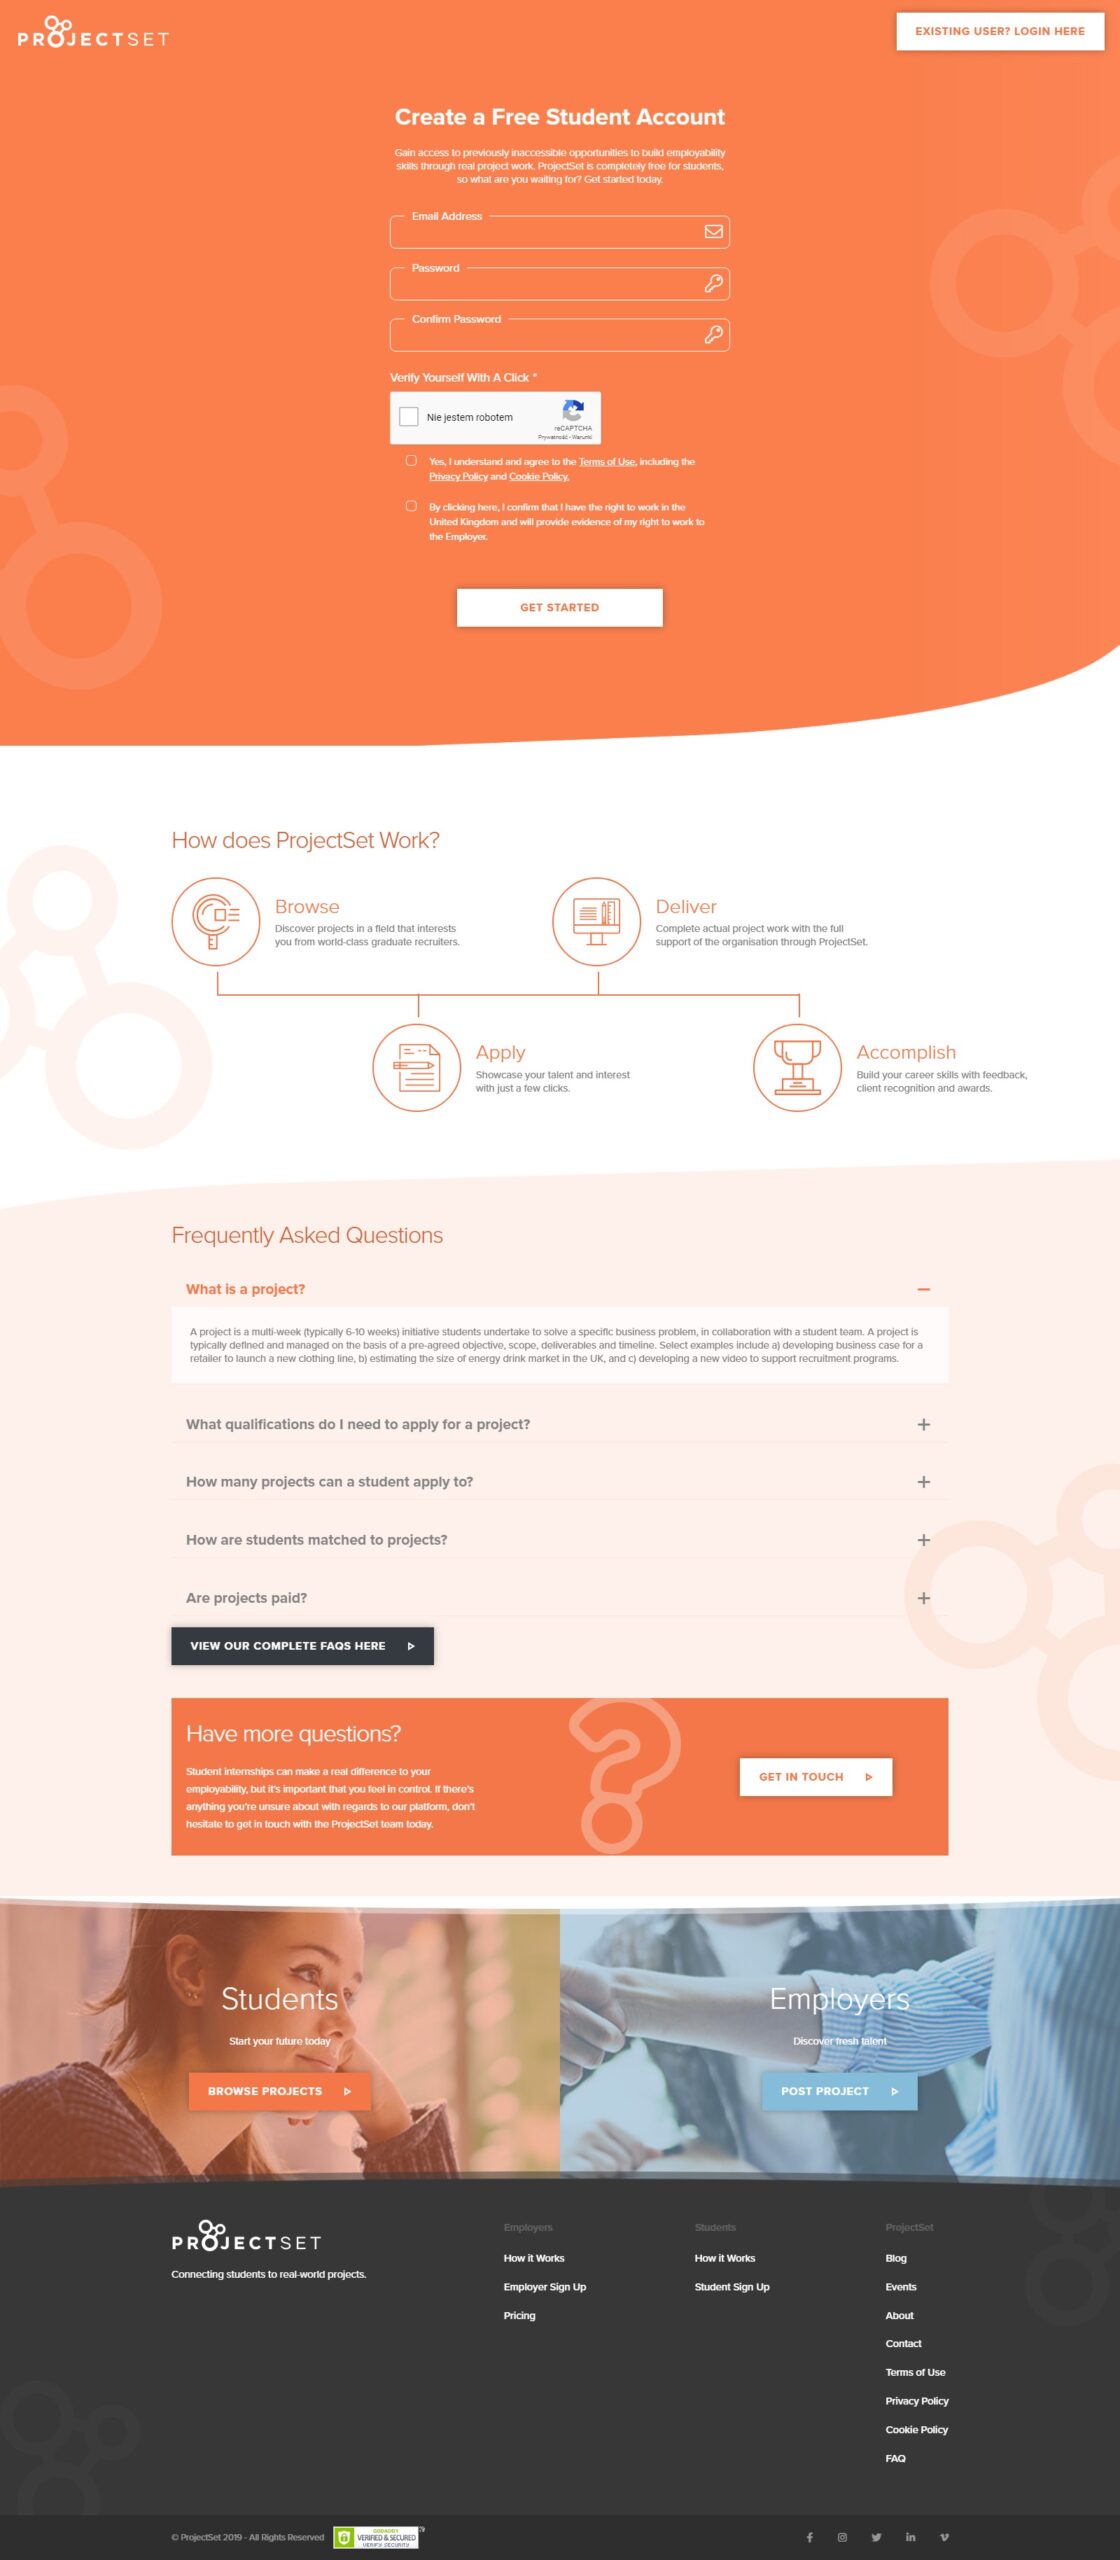 PROJECTSET
EXISTING USER? LOGIN HERE
Create a Free Student Account
Gain access to previously inaccessible opportunities to build employability
skills through real project work. ProjectSet is completely free for students,
so what are you waiting for? Get started today.
Email Address
Password
Confirm Password
Verify Yourself With A Click *
Nie jestem robotem
reCAPTCHA
Prywatność - Warunki
Yes, I understand and agree to the Terms of Use, including the
Privacy Policy and Cookie Policy.
By clicking here, I confirm that I have the right to work in the
United Kingdom and will provide evidence of my right to work to
the Employer.
GET STARTED
How does ProjectSet Work?
Browse
Discover projects in a field that interests
you from world-class graduate recruiters.
Deliver
Complete actual project work with the full
support of the organisation through ProjectSet.
Apply
Showcase your talent and interest
with just a few clicks.
Accomplish
Build your career skills with feedback,
client recognition and awards.
Frequently Asked Questions
What is a project?
A project is a multi-week (typically 6-10 weeks) initiative students undertake to solve a specific business problem, in collaboration with a student team. A project is
typically defined and managed on the basis of a pre-agreed objective, scope, deliverables and timeline. Select examples include a) developing business case for a
retailer to launch a new clothing line, b) estimating the size of energy drink market in the UK, and c) developing a new video to support recruitment programs.
What qualifications do I need to apply for a project?
How many projects can a student apply to?
How are students matched to projects?
Are projects paid?
VIEW OUR COMPLETE FAQS HERE
Have more questions?
Student internships can make a real difference to your
employability, but it's important that you feel in control. If there's
anything you're unsure about with regards to our platform, don't
hesitate to get in touch with the ProjectSet team today.
GET IN TOUCH
Students
Start your future today
BROWSE PROJECTS
Employers
Discover fresh talent
POST PROJECT
PROJECTSET
Connecting students to real-world projects.
Employers
How it Works
Employer Sign Up
Pricing
Students
How it Works
Student Sign Up
ProjectSet
Blog
Events
About
Contact
Terms of Use
Privacy Policy
Cookie Policy
FAQ
© ProjectSet 2019 - All Rights Reserved
GODADDY
VERIFIED & SECURED
VERIFY SECURITY